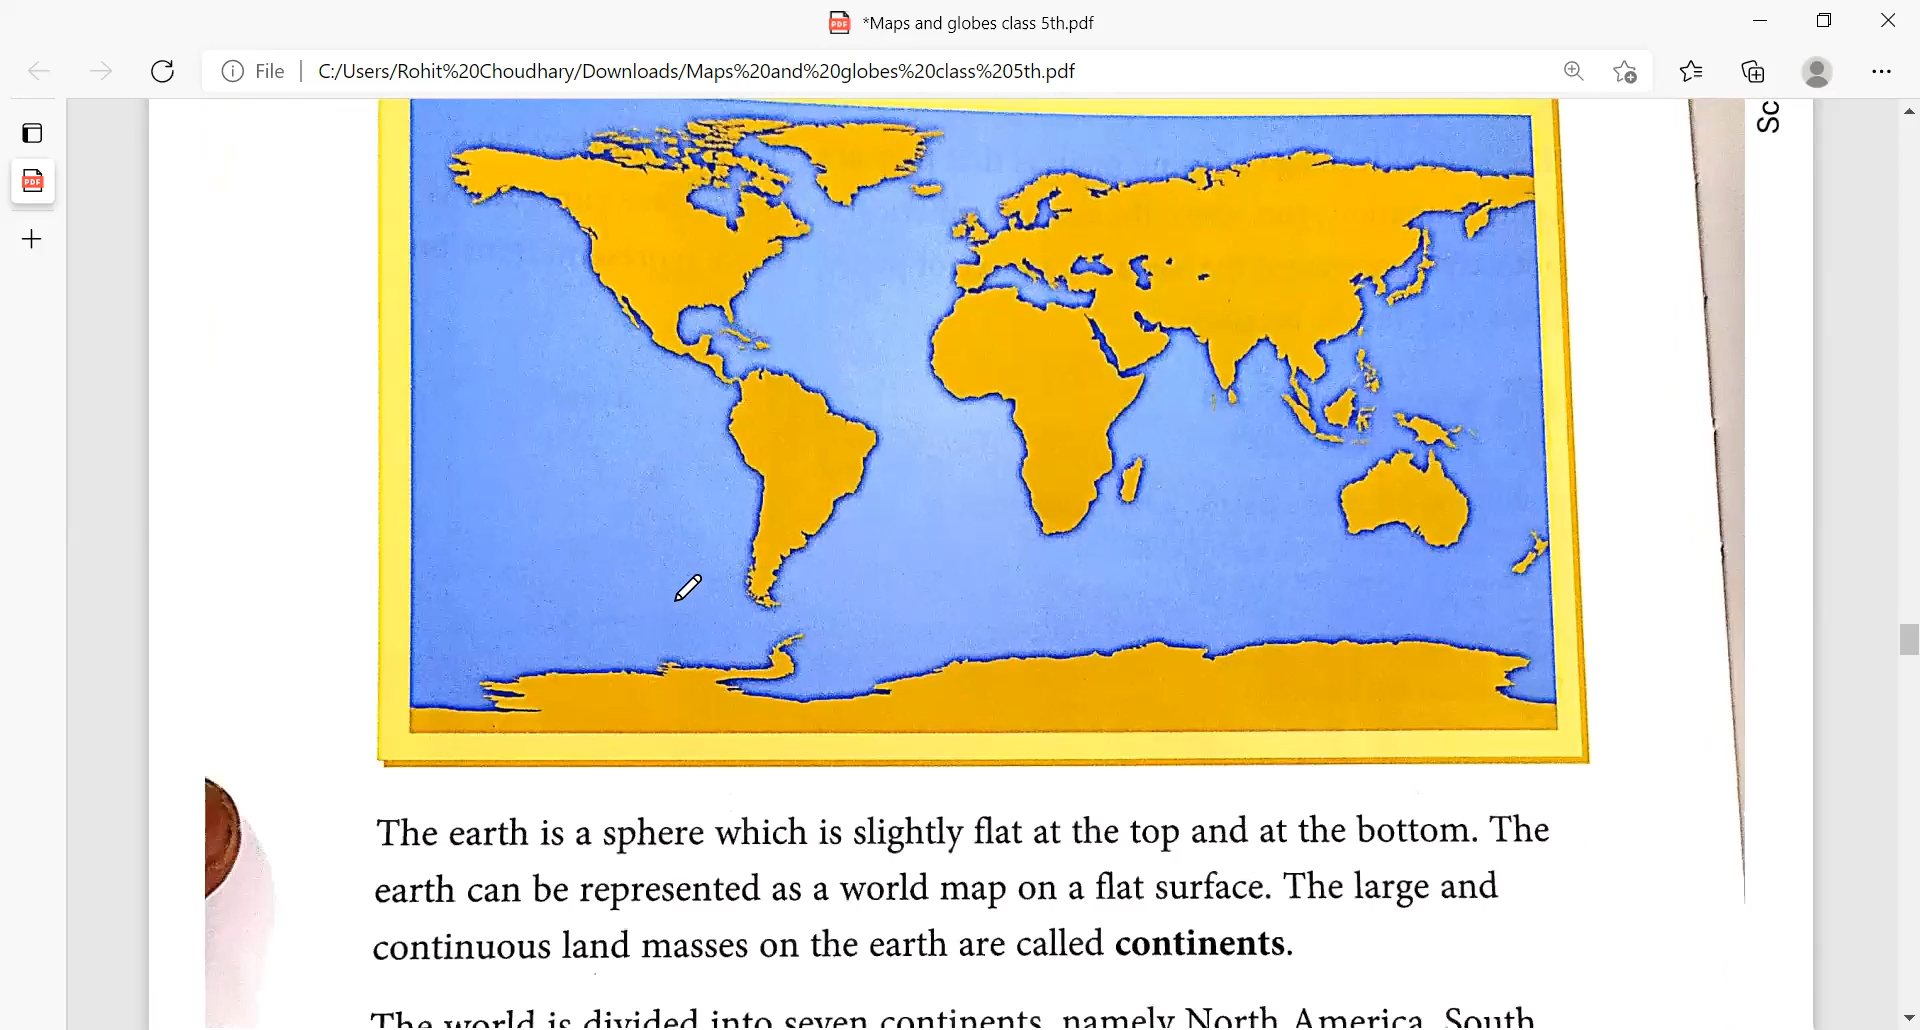 *Maps and globes class 5th.pdf
File C:/Users/Rohit%20Choudhary/Downloads/Maps%20and%20globes%20class%205th.pdf
Sc
The earth is a sphere which is slightly flat at the top and at the bottom. The
earth can be represented as a world map on a flat surface. The large and
continuous land masses on the earth are called continents.
The world is divided into seven continents, namely North America, South